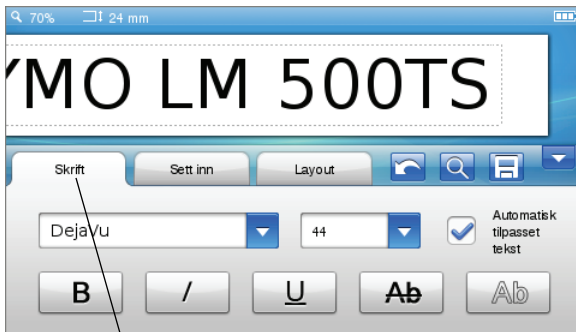 70% 24 mm
YMO LM 500TS
Skrift Sett inn Layout
DejaVu 44 Automatisk
tilpasset
tekst
B I U Ab Ab